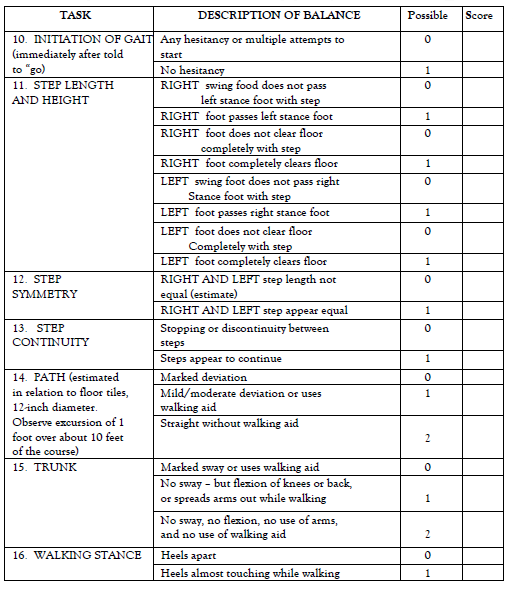 TASK DESCRIPTION OF BALANCE Possible Score
10. INITIATION OF GAIT
(immediately after told
to “go)
Any hesitancy or multiple attempts to
start
0
No hesitancy
1
11. STEP LENGTH
AND HEIGHT
RIGHT swing food does not pass
left stance foot with step
0
RIGHT foot passes left stance foot
1
RIGHT foot does not clear floor
completely with step
0
RIGHT foot completely clears floor
1
LEFT swing foot does not pass right
Stance foot with step
0
LEFT foot passes right stance foot
1
LEFT foot does not clear floor
Completely with step
0
LEFT foot completely clears floor
1
12. STEP
SYMMETRY
RIGHT AND LEFT step length not
equal (estimate)
0
RIGHT AND LEFT step appear equal
1
13. STEP
CONTINUITY
Stopping or discontinuity between
steps
0
Steps appear to continue
1
14. PATH (estimated
in relation to floor tiles,
12-inch diameter.
Observe excursion of 1
foot over about 10 feet
of the course)
Marked deviation
0
Mild/moderate deviation or uses
walking aid
1
Straight without walking aid
2
15. TRUNK
Marked sway or uses walking aid
0
No sway – but flexion of knees or back,
or spreads arms out while walking
1
No sway, no flexion, no use of arms,
and no use of walking aid
2
16. WALKING STANCE
Heels apart
0
Heels almost touching while walking
1